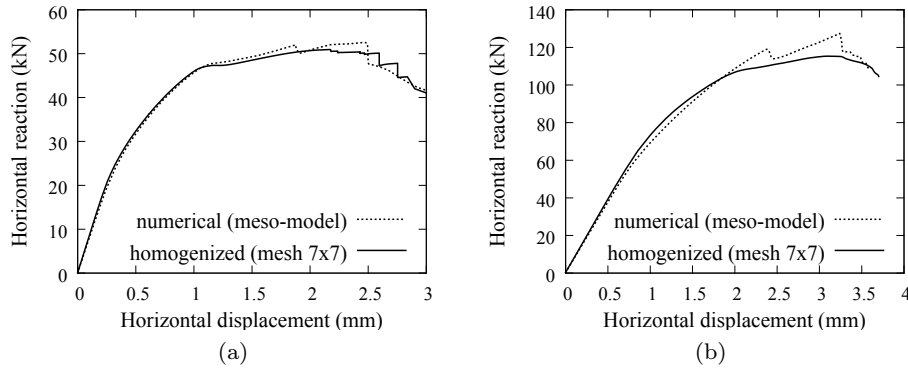 60
50
40
30
20
10
0
Horizontal reaction (kN)
numerical (meso-model)
homogenized (mesh 7x7)
0 0.5 1 1.5 2 2.5 3
Horizontal displacement (mm)
(a)
140
120
100
80
60
40
20
0
Horizontal reaction (kN)
numerical (meso-model)
homogenized (mesh 7x7)
0 0.5 1 1.5 2 2.5 3 3.5 4
Horizontal displacement (mm)
(b)